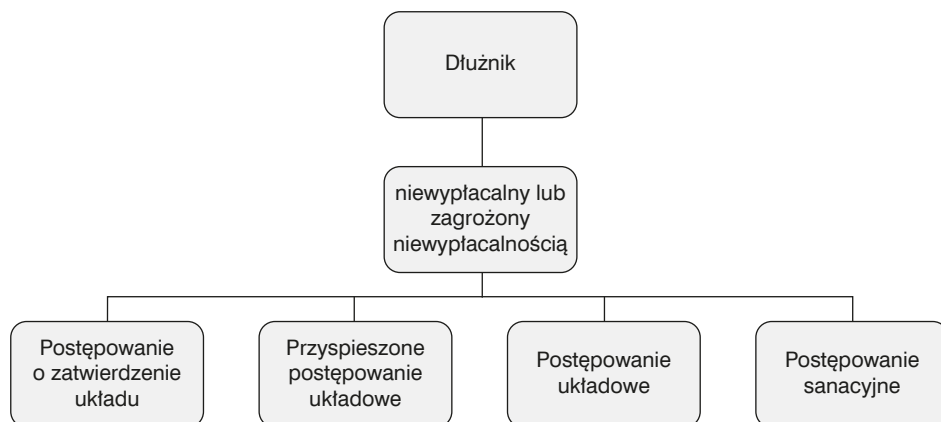 Dłużnik
niewypłacalny lub
zagrożony
niewypłacalnością
Postępowanie
o zatwierdzenie
układu
Przyspieszone
postępowanie
układowe
Postępowanie
układowe
Postępowanie
sanacyjne